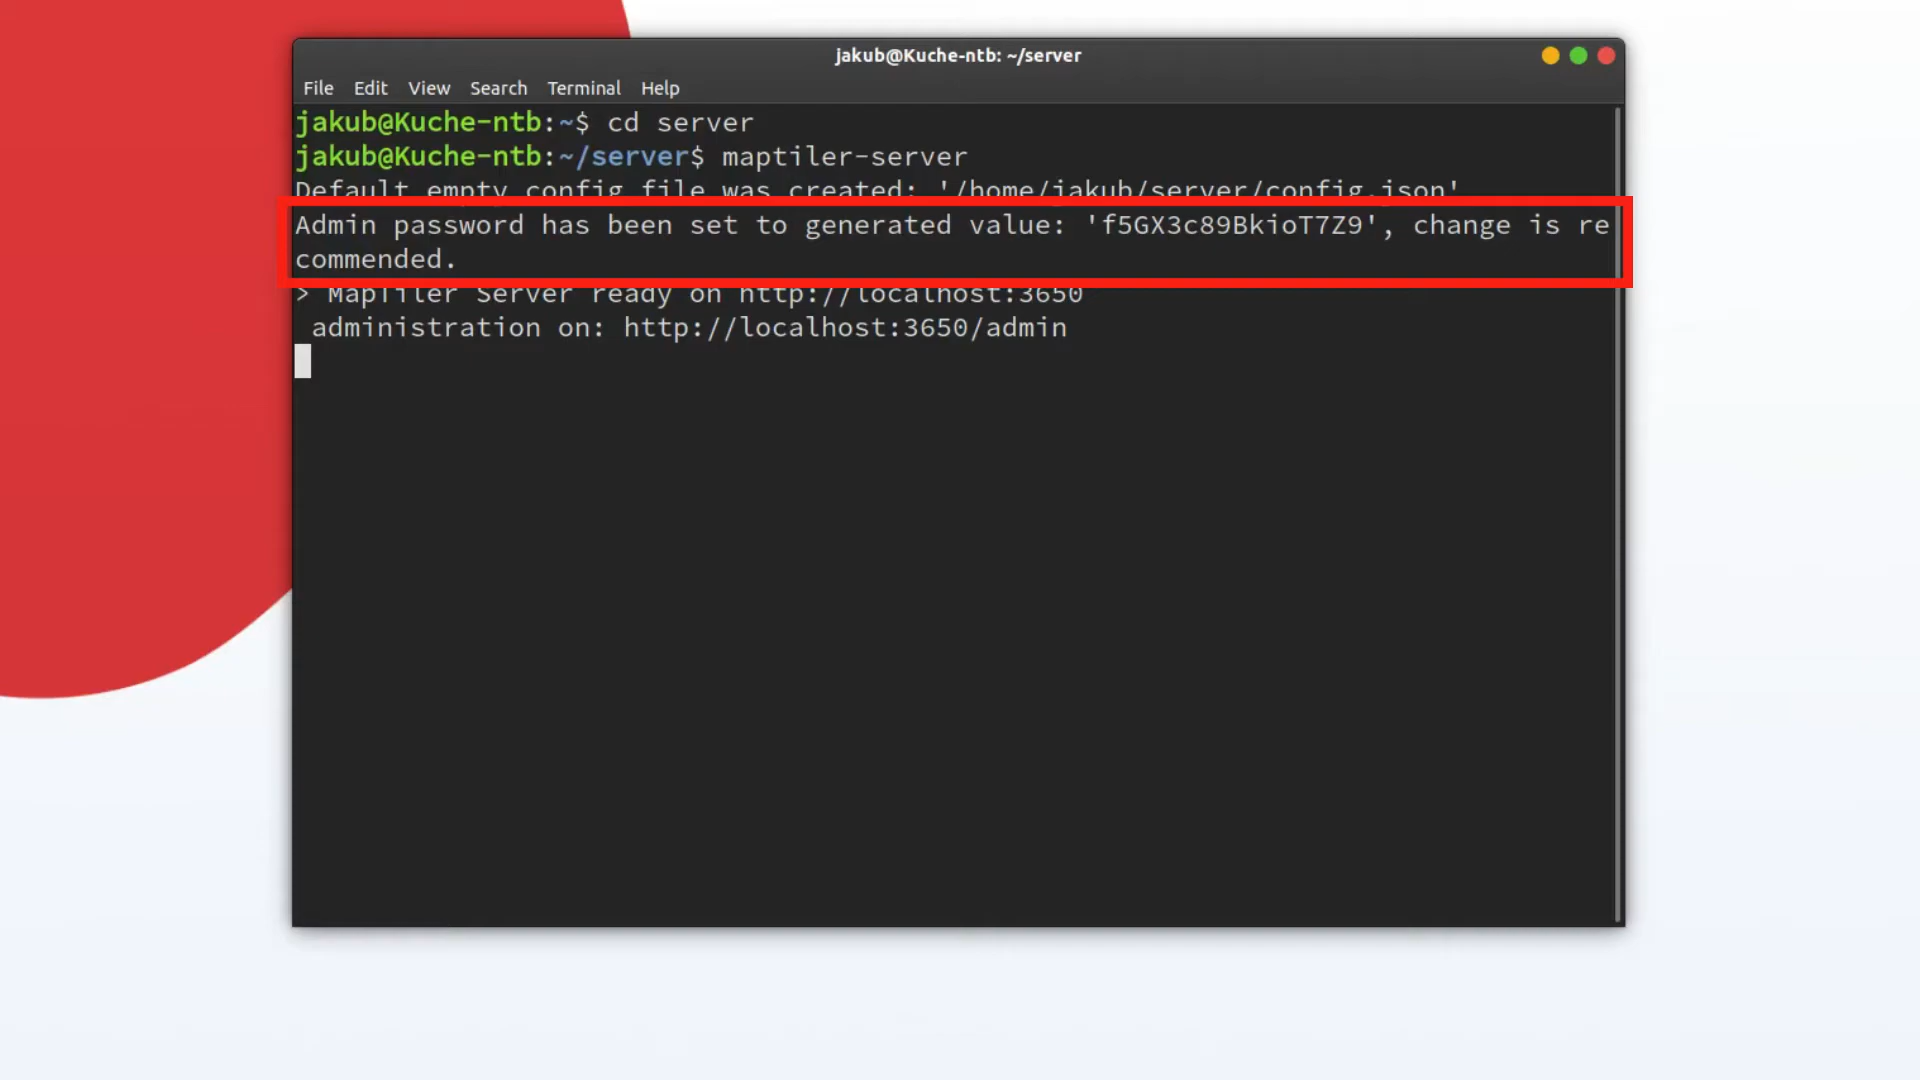 jakub@Kuche-ntb: ~/server
File Edit View Search Terminal Help
jakub@Kuche-ntb:~$ cd server
jakub@Kuche-ntb:~/server$ maptiler-server
Default empty config file was created: '/home/jakub/server/config.json'
Admin password has been set to generated value: 'f5GX3c89BkioT7Z9', change is re
commended.
> MapTiler Server ready on http://localhost:3650
administration on: http://localhost:3650/admin